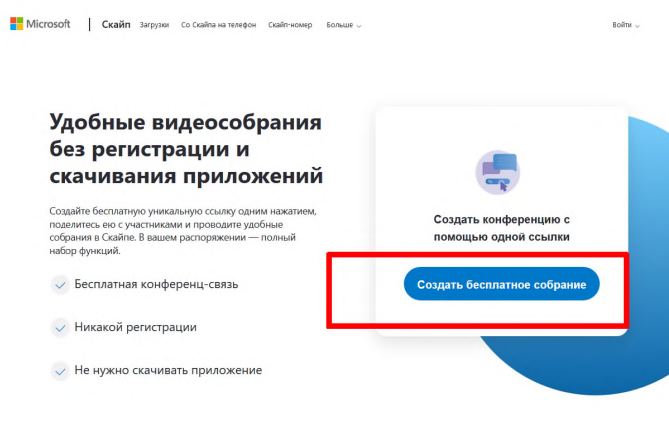 Microsoft Скайп Загрузки Со Скайпа на телефон Скайп-номер Больше Войти
Удобные видеособрания
без регистрации и
скачивания приложений
Создайте бесплатную уникальную ссылку одним нажатием,
поделитесь ею с участниками и проводите удобные
собрания в Скайпе. В вашем распоряжении — полный
набор функций.
Бесплатная конференц-связь
Никакой регистрации
Не нужно скачивать приложение
Создать конференцию с
помощью одной ссылки
Создать бесплатное собрание